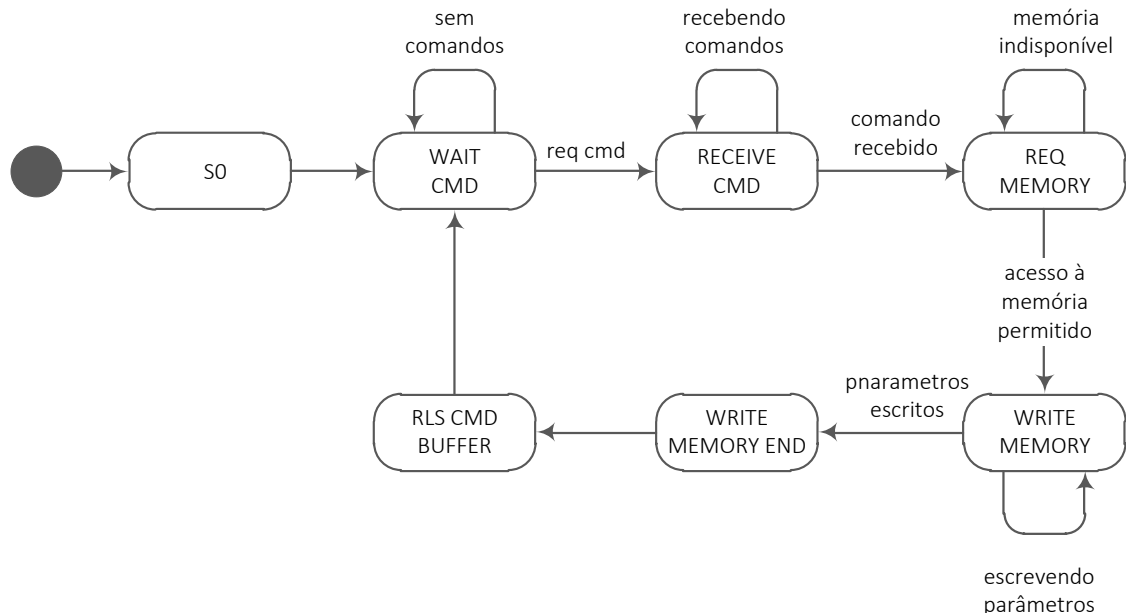 sem
comandos
recebendo
comandos
memória
indisponível
S0
WAIT
CMD
req cmd
RECEIVE
CMD
comando
recebido
REQ
MEMORY
acesso à
memória
permitido
RLS CMD
BUFFER
WRITE
MEMORY END
pnarametros
escritos
WRITE
MEMORY
escrevendo
parâmetros